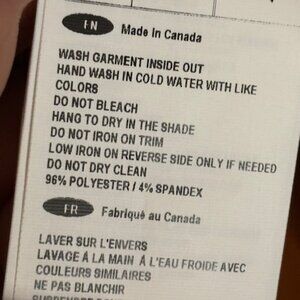 EN Made In Canada
WASH GARMENT INSIDE OUT
HAND WASH IN COLD WATER WITH LIKE
COLORS
DO NOT BLEACH
HANG TO DRY IN THE SHADE
DO NOT IRON ON TRIM
LOW IRON ON REVERSE SIDE ONLY IF NEEDED
DO NOT DRY CLEAN
96% POLYESTER / 4% SPANDEX
FR Fabriqué au Canada
LAVER SUR L'ENVERS
LAVAGE À LA MAIN À L'EAU FROIDE AVEC
COULEURS SIMILAIRES
NE PAS BLANCHIR